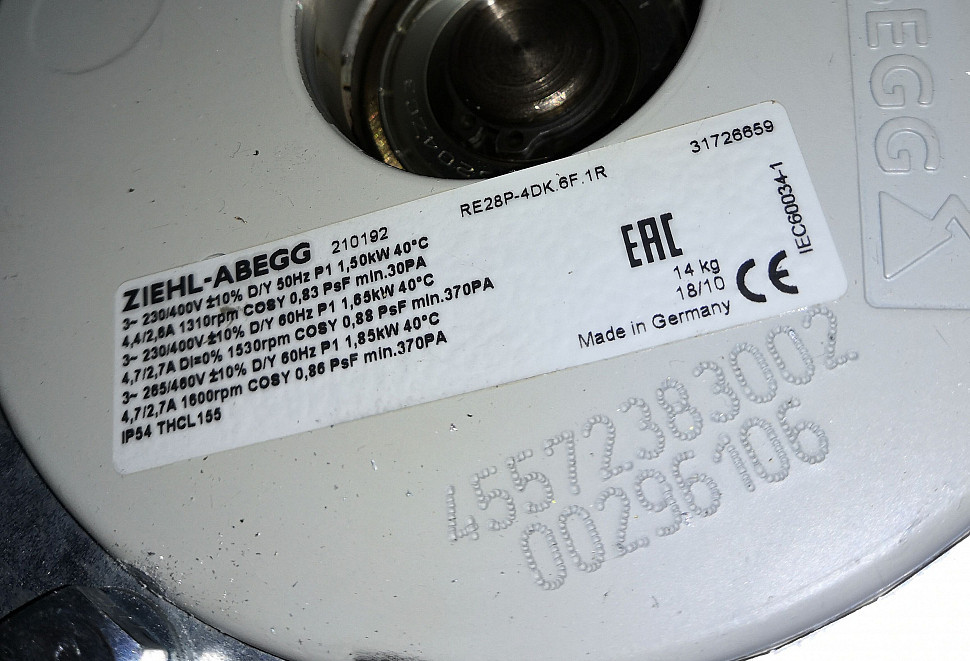 31726659
RE28P-4DK.6F.1R
ZIEHL-ABEGG 210192
3~ 230/400V ±10% D/Y 50Hz P1 1,50kW 40°C
4,4/2,6A 1310rpm COSY 0,83 PsF min.30PA
3~ 230/400V ±10% D/Y 60Hz P1 1,65kW 40°C
4,7/2,7A DI=0% 1530rpm COSY 0,88 PsF min.370PA
3~ 265/460V ±10% D/Y 60Hz P1 1,85kW 40°C
4,7/2,7A 1600rpm COSY 0,86 PsF min.370PA
IP54 THCL155
EAC
14 kg
18/10
CE
Made in Germany
IEC60034-1
45572383002
00296106
BEGG